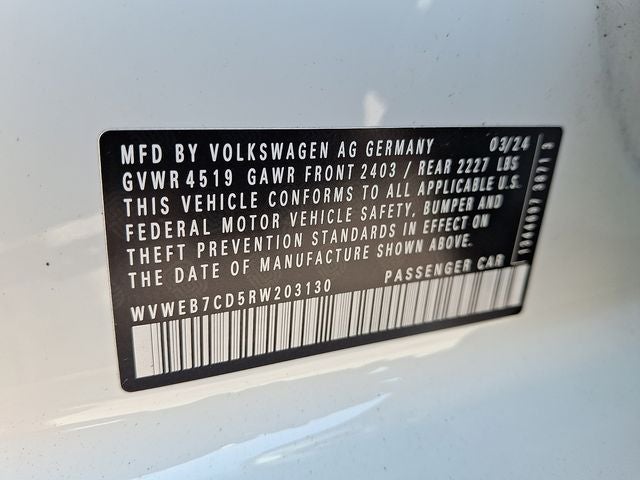 MFD BY VOLKSWAGEN AG GERMANY 03/24
GVWR 4519 GAWR FRONT 2403 / REAR 2227 LBS
THIS VEHICLE CONFORMS TO ALL APPLICABLE U.S.
FEDERAL MOTOR VEHICLE SAFETY, BUMPER AND
THEFT PREVENTION STANDARDS IN EFFECT ON
THE DATE OF MANUFACTURE SHOWN ABOVE.
WVWEB7CD5RW203130 PASSENGER CAR